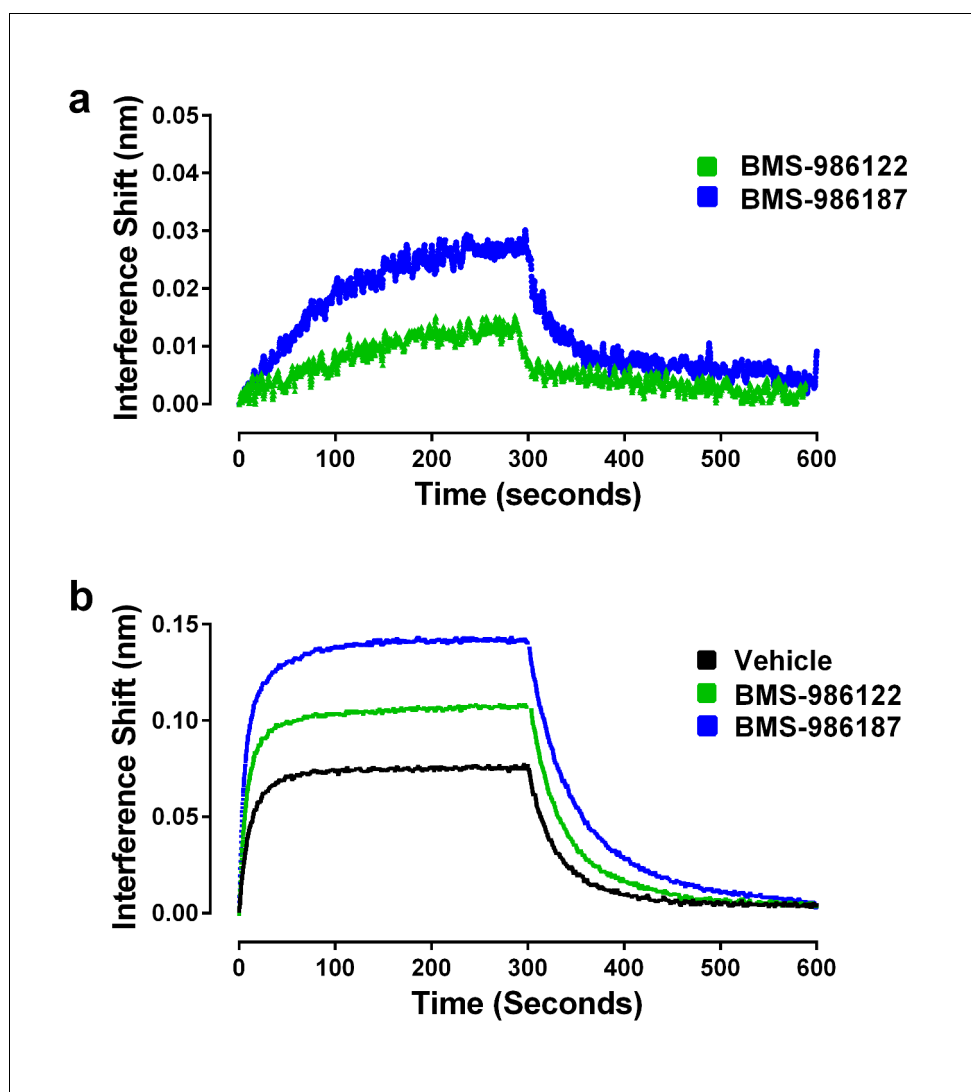 a
Interference Shift (nm)
0.05
0.04
0.03
0.02
0.01
0.00
BMS-986122
BMS-986187
0 100 200 300 400 500 600
Time (seconds)
b
Interference Shift (nm)
0.15
0.10
0.05
0.00
Vehicle
BMS-986122
BMS-986187
0 100 200 300 400 500 600
Time (Seconds)